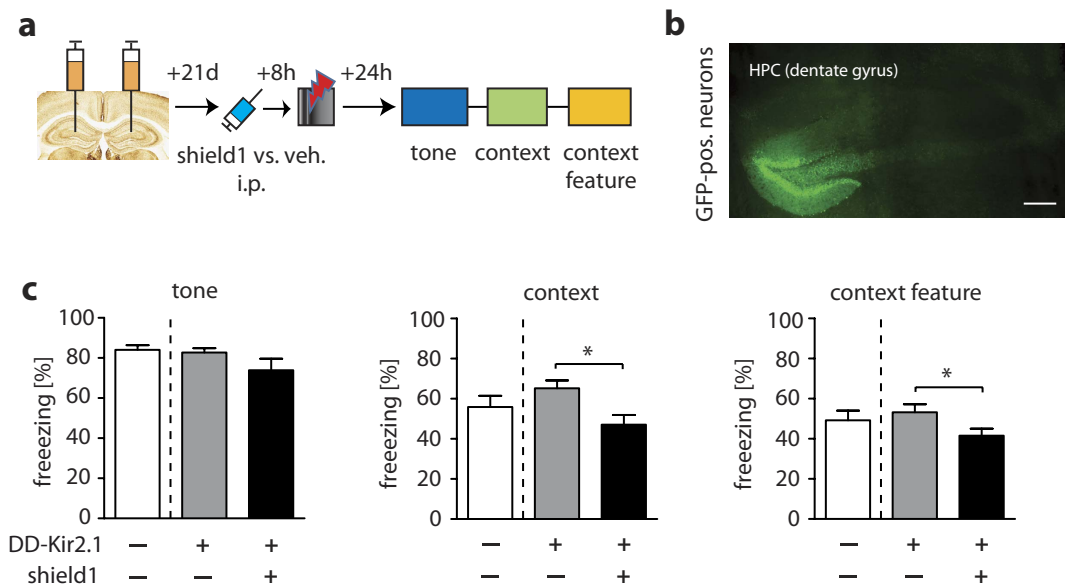 a
+21d
+8h
+24h
shield1 vs. veh.
i.p.
tone
context
context
feature
b
GFP-pos. neurons
HPC (dentate gyrus)
c
tone
freeezing [%]
100
80
60
40
20
0
context
freeezing [%]
100
80
60
40
20
0
*
context feature
freeezing [%]
100
80
60
40
20
0
*
DD-Kir2.1 – + + – + + – + +
shield1 – – + – – + – – +